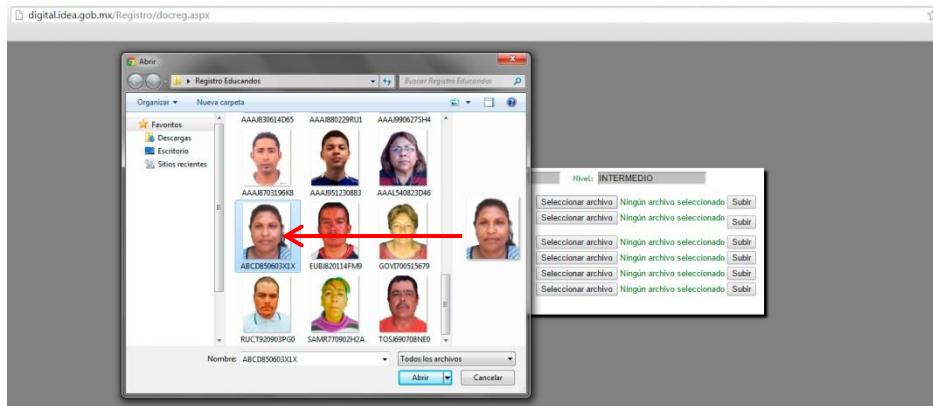 digital.idea.gob.mx/Registro/docreg.aspx
Abrir
Registro Educandos
Buscar Registro Educandos
Organizar
Nueva carpeta
Favoritos
Descargas
Escritorio
Sitios recientes
AAAJ830614D65 AAAJ880229RU1 AAAJ990627SH4
AAAJ8703196K8 AAAJ951230883 AAAL540823D46
ABCD850603X1X EUBJ820114FM9 GOVI700515679
RUCT920903PG0 SAMR770902H2A TOSJ690708NE0
Nombre: ABCD850603X1X
Todos los archivos
Abrir
Cancelar
Nivel: INTERMEDIO
Seleccionar archivo Ningún archivo seleccionado Subir
Seleccionar archivo Ningún archivo seleccionado Subir
Seleccionar archivo Ningún archivo seleccionado Subir
Seleccionar archivo Ningún archivo seleccionado Subir
Seleccionar archivo Ningún archivo seleccionado Subir
Seleccionar archivo Ningún archivo seleccionado Subir